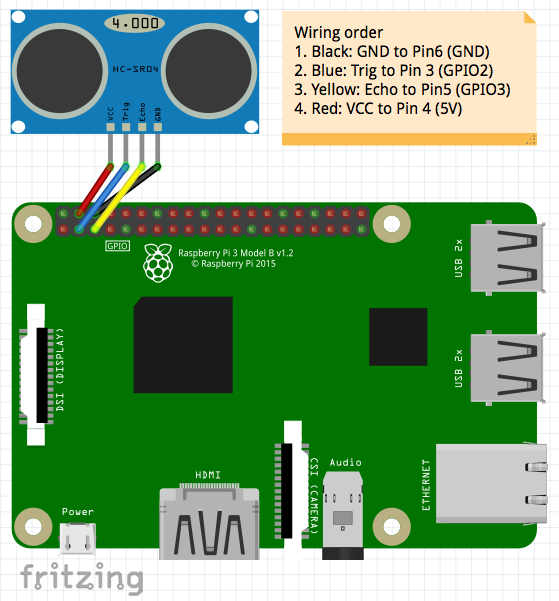 4.000
HC-SR04
VCC
Trig
Echo
GND
Wiring order
1. Black: GND to Pin6 (GND)
2. Blue: Trig to Pin 3 (GPIO2)
3. Yellow: Echo to Pin5 (GPIO3)
4. Red: VCC to Pin 4 (5V)
GPIO
Raspberry Pi 3 Model B v1.2
© Raspberry Pi 2015
USB 2x
USB 2x
DSI (DISPLAY)
CSI (CAMERA)
HDMI
Audio
ETHERNET
Power
fritzing